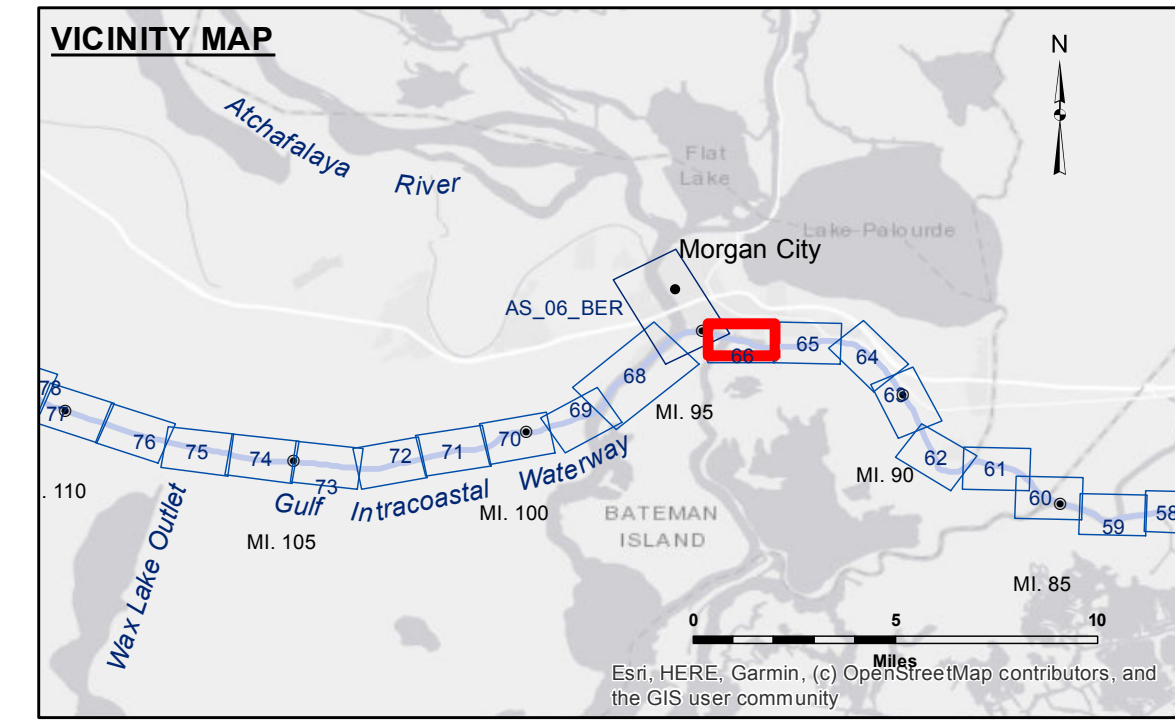 VICINITY MAP
N
Atchafalaya
River
Flat
Lake
Lake Palourde
Morgan City
AS_06_BER
66
65
64
63
68
69
MI. 95
78
77
76
75
74
73
72
71
70
62
61
60
59
58
MI. 90
. 110
Wax Lake Outlet
Gulf Intracoastal Waterway
MI. 105
MI. 100
BATEMAN
ISLAND
MI. 85
0 5 10
Miles
Esri, HERE, Garmin, (c) OpenStreetMap contributors, and
the GIS user community